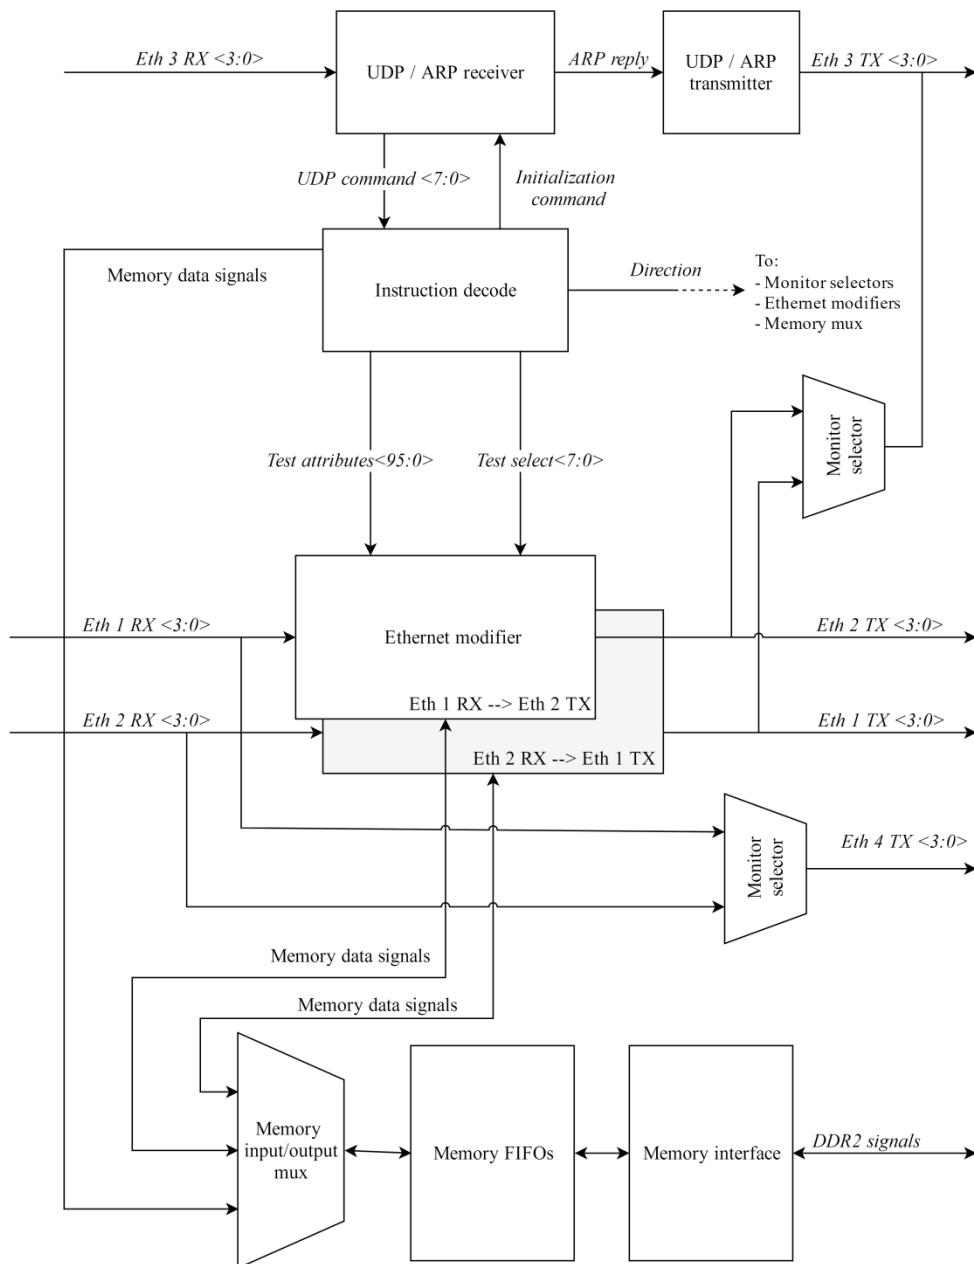 Eth 3 RX <3:0>
UDP / ARP receiver
ARP reply
UDP / ARP
transmitter
Eth 3 TX <3:0>
UDP command <7:0>
Initialization
command
Memory data signals
Instruction decode
Direction
To:
- Monitor selectors
- Ethernet modifiers
- Memory mux
Monitor
selector
Test attributes<95:0>
Test select<7:0>
Eth 1 RX <3:0>
Ethernet modifier
Eth 2 TX <3:0>
Eth 1 RX --> Eth 2 TX
Eth 2 RX <3:0>
Eth 1 TX <3:0>
Eth 2 RX --> Eth 1 TX
Monitor
selector
Eth 4 TX <3:0>
Memory data signals
Memory data signals
Memory
input/output
mux
Memory FIFOs
Memory interface
DDR2 signals